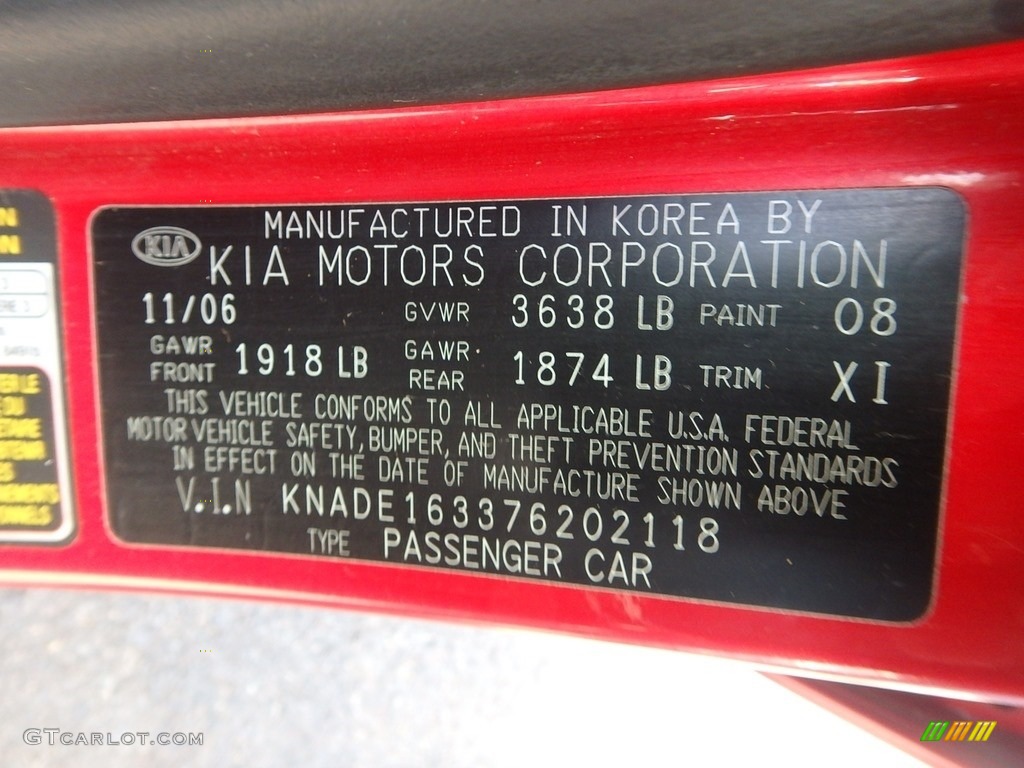 MANUFACTURED IN KOREA BY
KIA
KIA MOTORS CORPORATION
11/06 GVWR 3638 LB PAINT 08
GAWR FRONT 1918 LB GAWR REAR 1874 LB TRIM XI
THIS VEHICLE CONFORMS TO ALL APPLICABLE U.S.A. FEDERAL
MOTOR VEHICLE SAFETY, BUMPER, AND THEFT PREVENTION STANDARDS
IN EFFECT ON THE DATE OF MANUFACTURE SHOWN ABOVE
V.I.N KNADE163376202118
TYPE PASSENGER CAR
GTCARLOT.COM